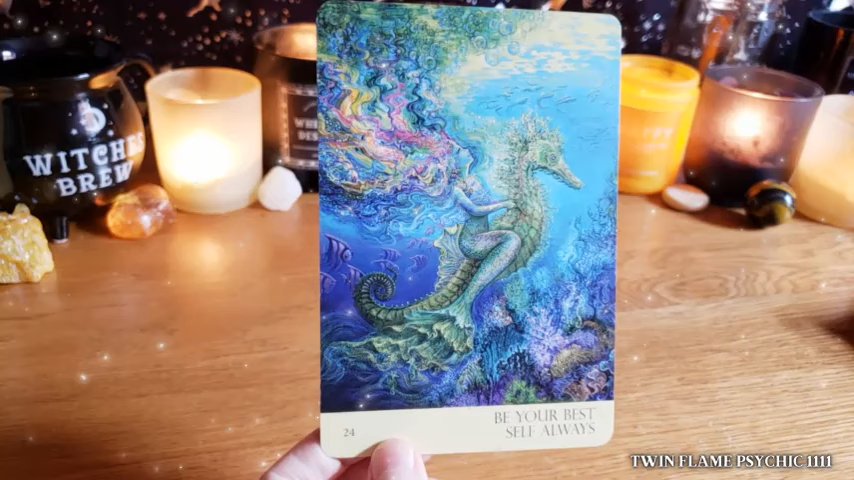 WITCHES
BREW
24
BE YOUR BEST
SELF ALWAYS
TWIN FLAME PSYCHIC 1111